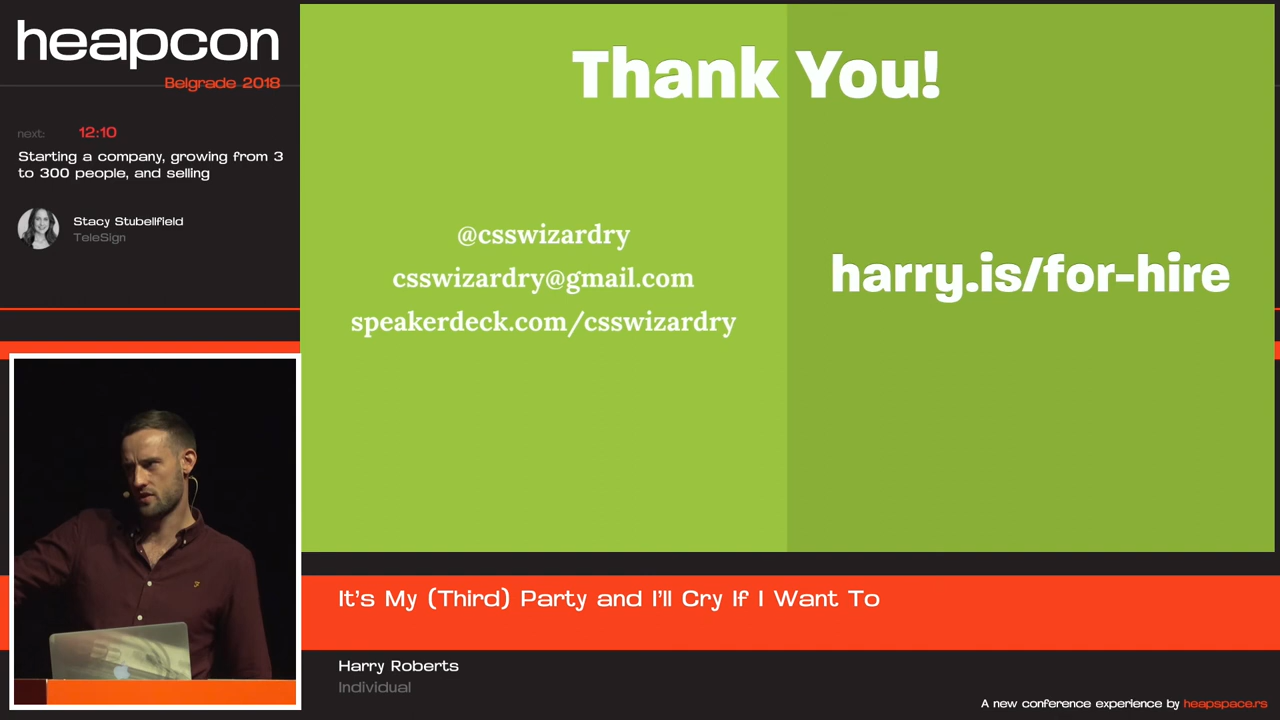 heapcon
Belgrade 2018
next: 12:10
Starting a company, growing from 3
to 300 people, and selling
Stacy Stubellfield
TeleSign
Thank You!
@csswizardry
csswizardry@gmail.com
speakerdeck.com/csswizardry
harry.is/for-hire
It's My (Third) Party and I'll Cry If I Want To
Harry Roberts
Individual
A new conference experience by heapspace.rs